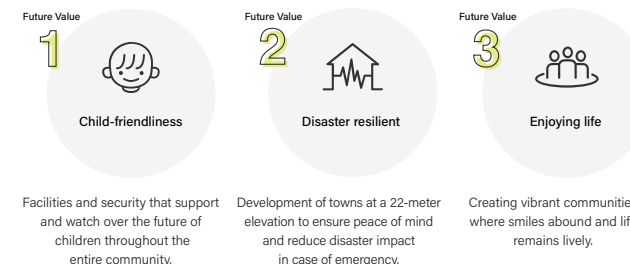 Future Value
1
Child-friendliness
Facilities and security that support
and watch over the future of
children throughout the
entire community.
Future Value
2
Disaster resilient
Development of towns at a 22-meter
elevation to ensure peace of mind
and reduce disaster impact
in case of emergency.
Future Value
3
Enjoying life
Creating vibrant communitie
where smiles abound and lif
remains lively.